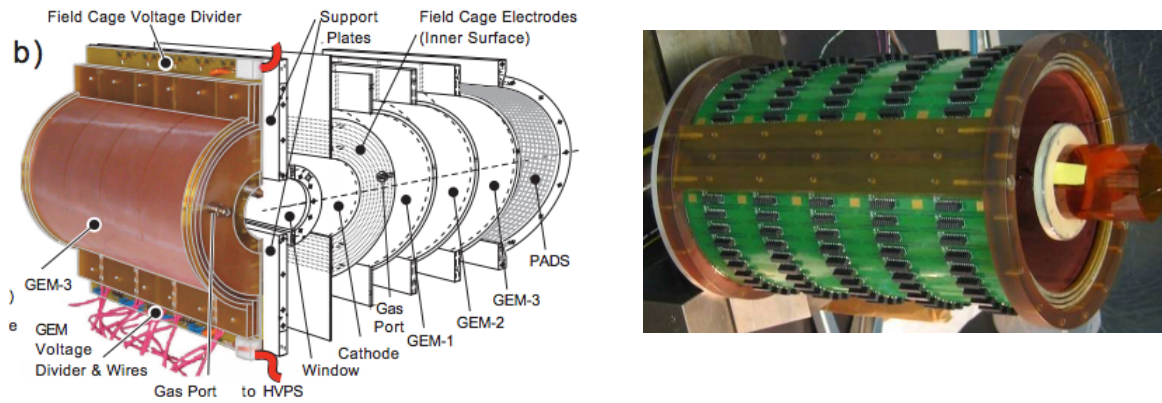 Field Cage Voltage Divider
Support
Plates
Field Cage Electrodes
(Inner Surface)
b)
PADS
GEM-3
GEM-2
GEM-1
Gas
Port
Cathode
Window
GEM-3
)
e
GEM
Voltage
Divider & Wires
Gas Port
to HVPS